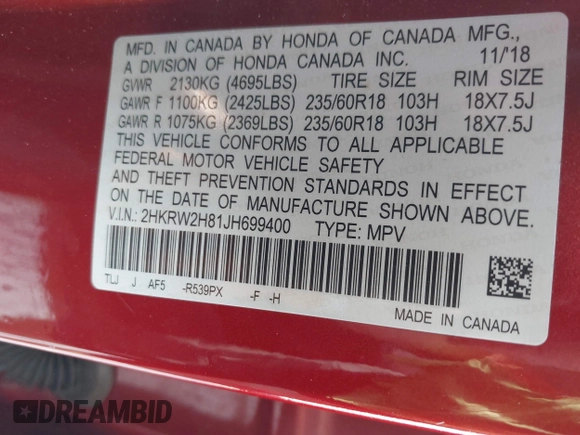 MFD. IN CANADA BY HONDA OF CANADA MFG.,
A DIVISION OF HONDA CANADA INC. 11/'18
GVWR 2130KG (4695LBS) TIRE SIZE RIM SIZE
GAWR F 1100KG (2425LBS) 235/60R18 103H 18X7.5J
GAWR R 1075KG (2369LBS) 235/60R18 103H 18X7.5J
THIS VEHICLE CONFORMS TO ALL APPLICABLE
FEDERAL MOTOR VEHICLE SAFETY
AND THEFT PREVENTION STANDARDS IN EFFECT
ON THE DATE OF MANUFACTURE SHOWN ABOVE.
V.I.N.: 2HKRW2H81JH699400 TYPE: MPV
TLJ J AF5 -R539PX -F -H
MADE IN CANADA
DREAMBID